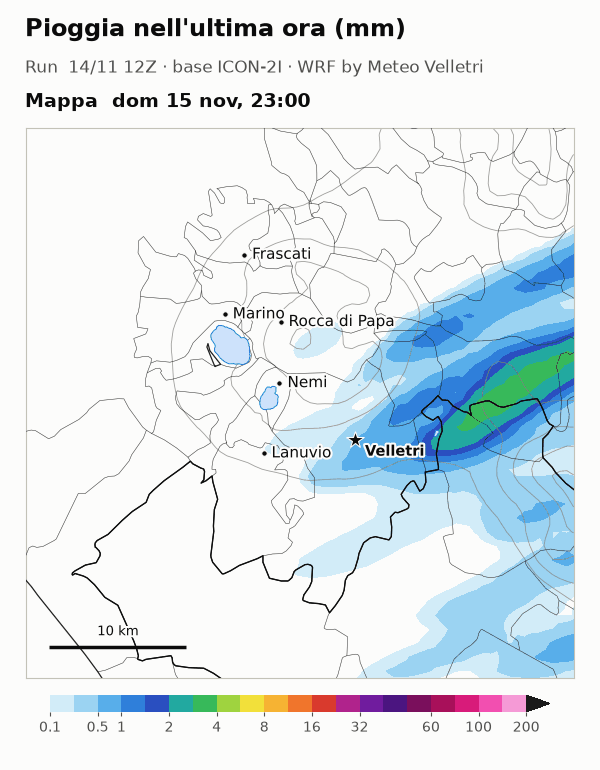 Pioggia nell'ultima ora (mm)
Run  14/11 12Z · base ICON-2I · WRF by Meteo Velletri
Mappa  dom 15 nov, 23:00
Frascati
Marino
Rocca di Papa
Nemi
Velletri
Lanuvio
10 km
0.1 0.5 1 2 4 8 16 32 60 100 200